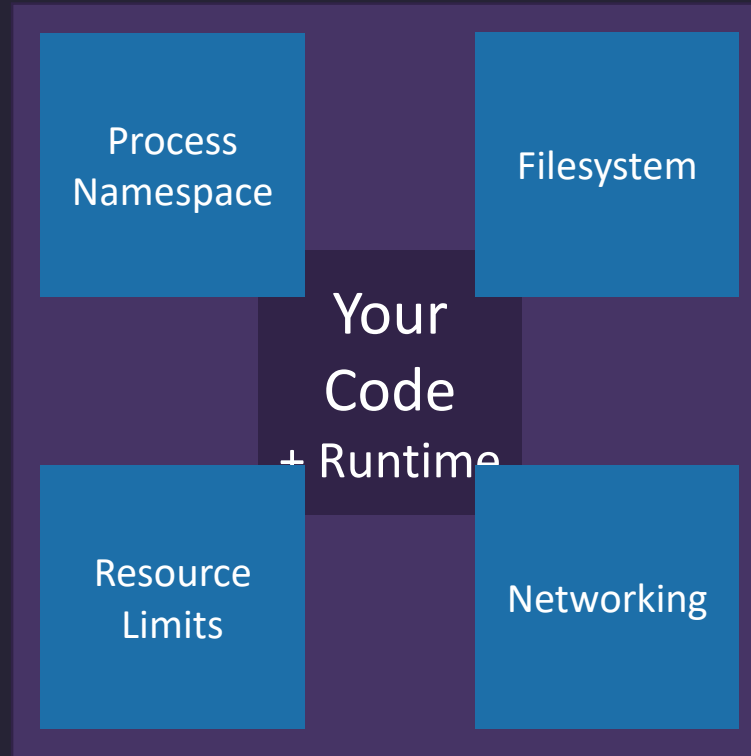 Process
Namespace
Filesystem
Your
Code
+ Runtime
Resource
Limits
Networking